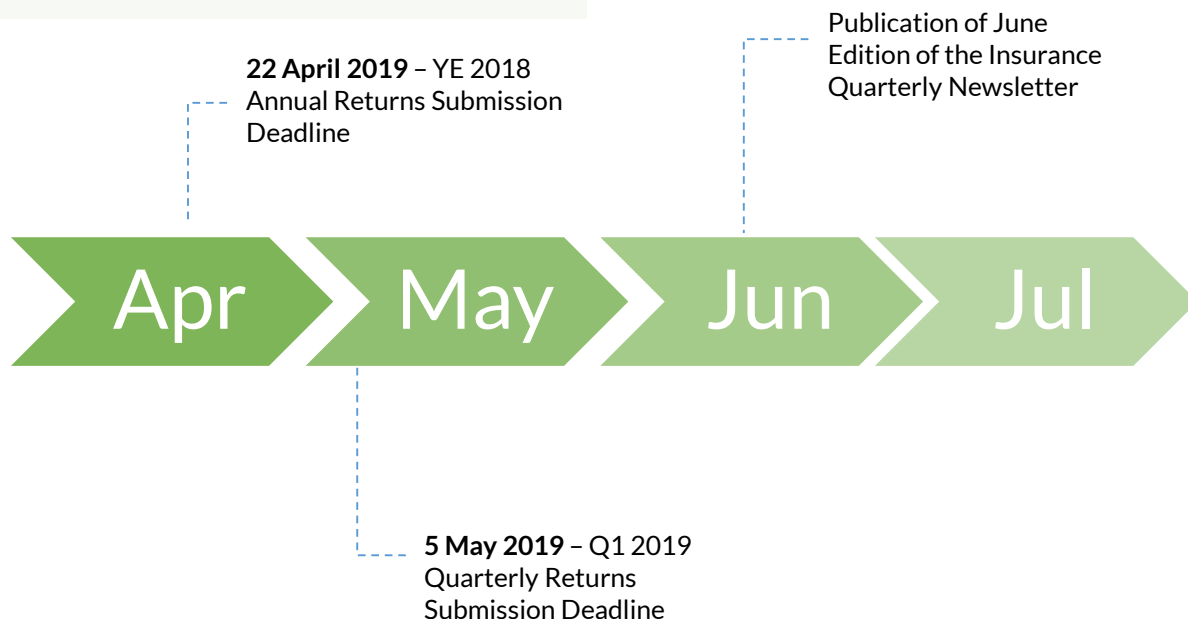 Publication of June
Edition of the Insurance
Quarterly Newsletter
22 April 2019 – YE 2018
Annual Returns Submission
Deadline
Apr
May
Jun
Jul
5 May 2019 – Q1 2019
Quarterly Returns
Submission Deadline